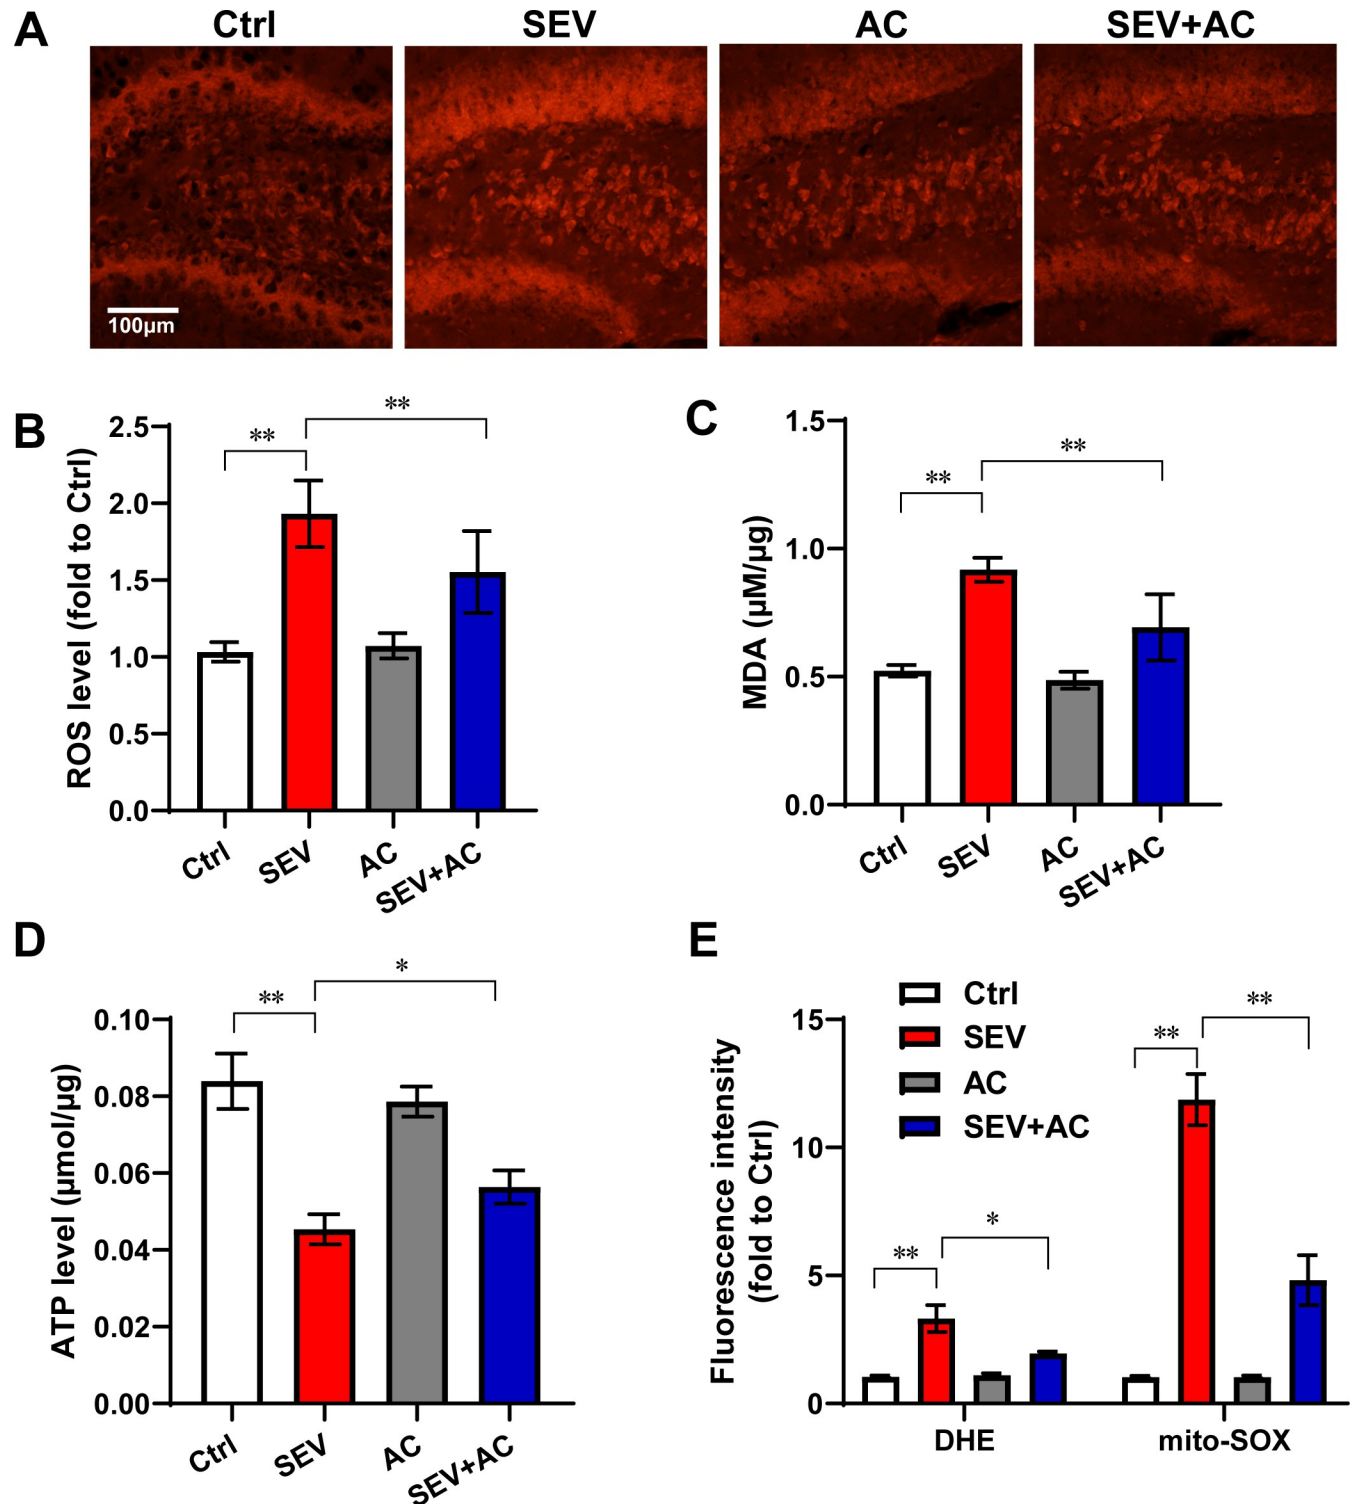 A
Ctrl SEV AC SEV+AC
100µm
B
ROS level (fold to Ctrl)
2.5
2.0
1.5
1.0
0.5
0.0
** **
Ctrl SEV AC SEV+AC
C
MDA (µM/µg)
1.5
1.0
0.5
0.0
** **
Ctrl SEV AC SEV+AC
D
ATP level (µmol/µg)
0.10
0.08
0.06
0.04
0.02
0.00
** *
Ctrl SEV AC SEV+AC
E
Fluorescence intensity
(fold to Ctrl)
15
10
5
0
Ctrl
SEV
AC
SEV+AC
** *
** **
DHE mito-SOX